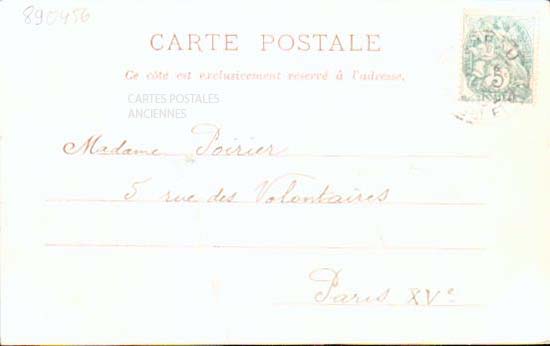 890456
CARTE POSTALE
Ce côté est exclusivement réservé à l'adresse.
CARTES POSTALES
ANCIENNES
Madame Poirier
5 rue des Volontaires
Paris XVe
5